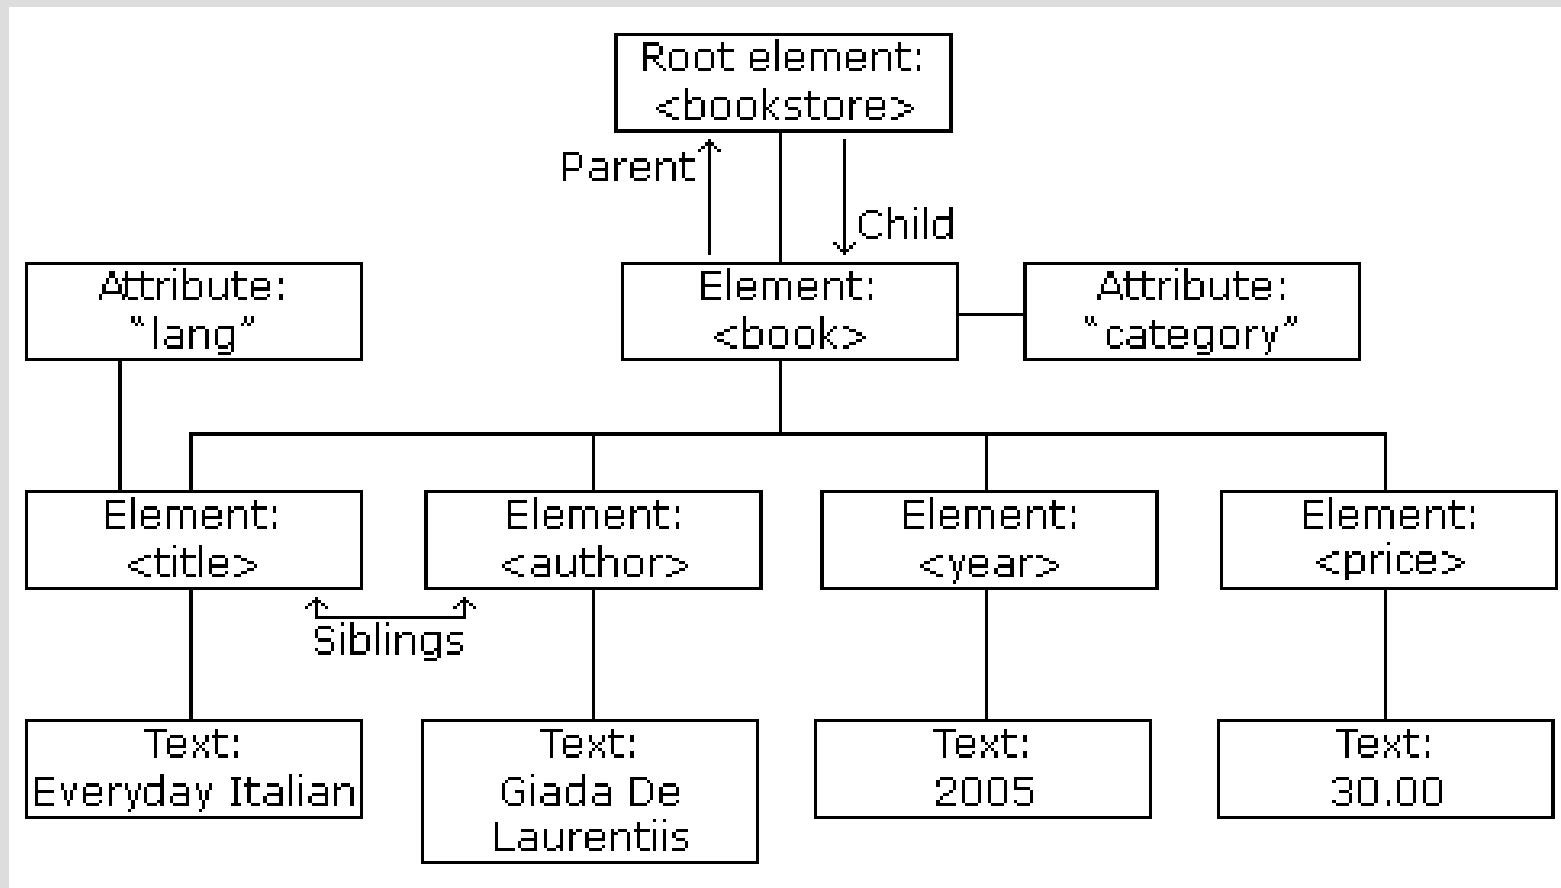 Root element:
<bookstore>
Parent
Child
Attribute:
“lang”
Element:
<book>
Attribute:
“category”
Element:
<title>
Element:
<author>
Element:
<year>
Element:
<price>
Siblings
Text:
Everyday Italian
Text:
Giada De
Laurentiis
Text:
2005
Text:
30.00